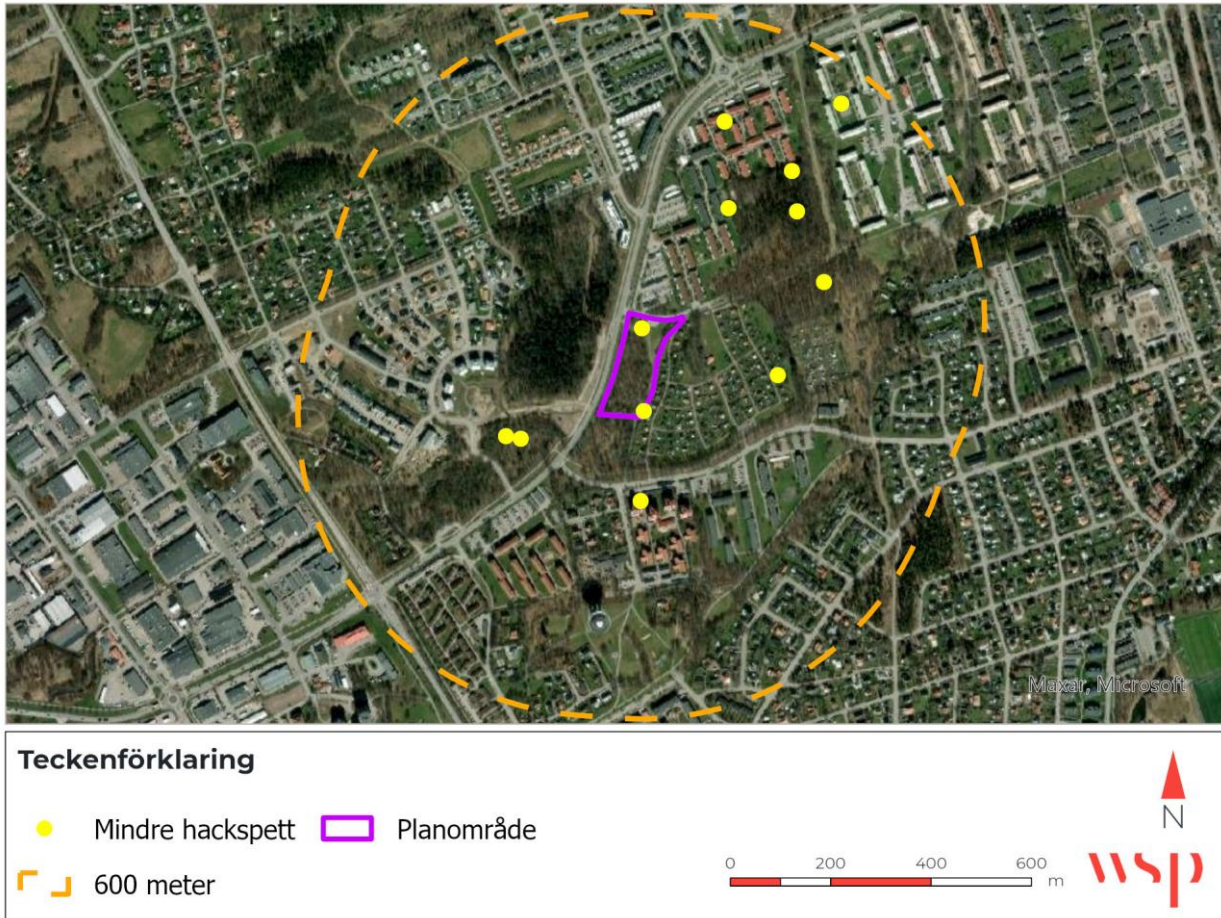 Maxar, Microsoft
Teckenförklaring
Mindre hackspett
Planområde
600 meter
0 200 400 600 m
N
wsp